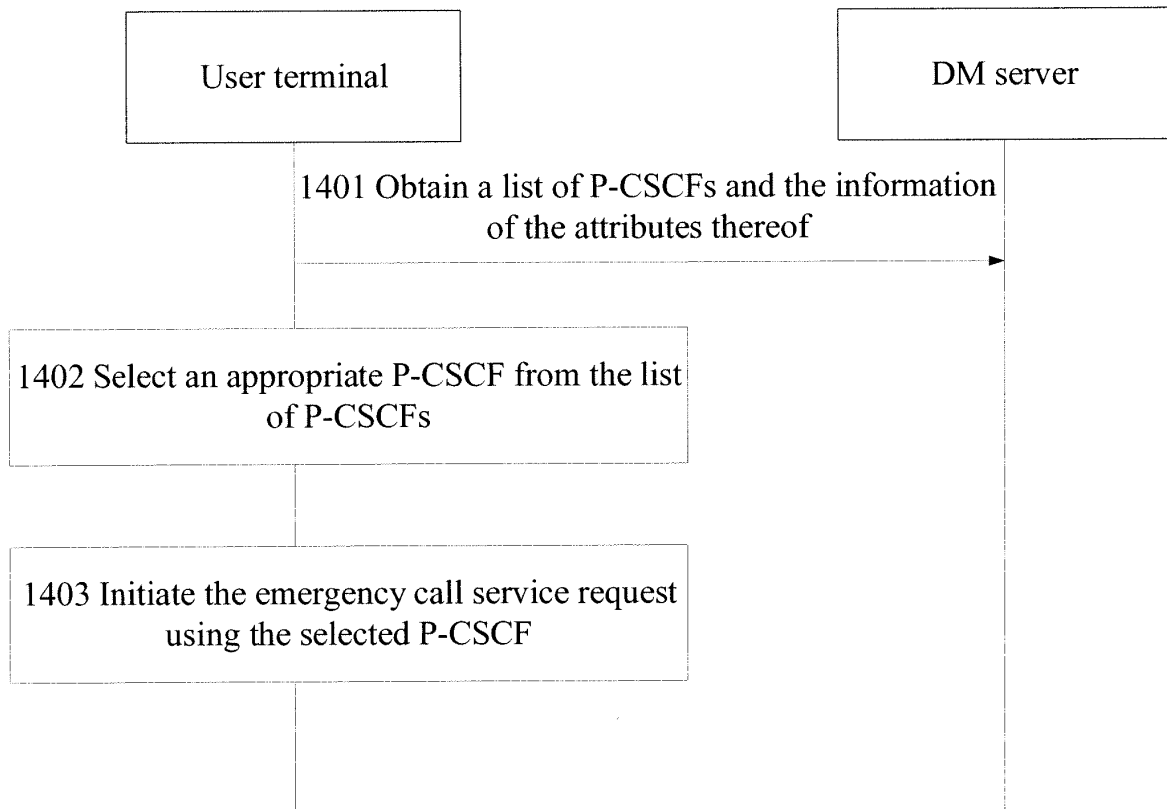 User terminal
DM server
1401 Obtain a list of P-CSCFs and the information
of the attributes thereof
1402 Select an appropriate P-CSCF from the list
of P-CSCFs
1403 Initiate the emergency call service request
using the selected P-CSCF